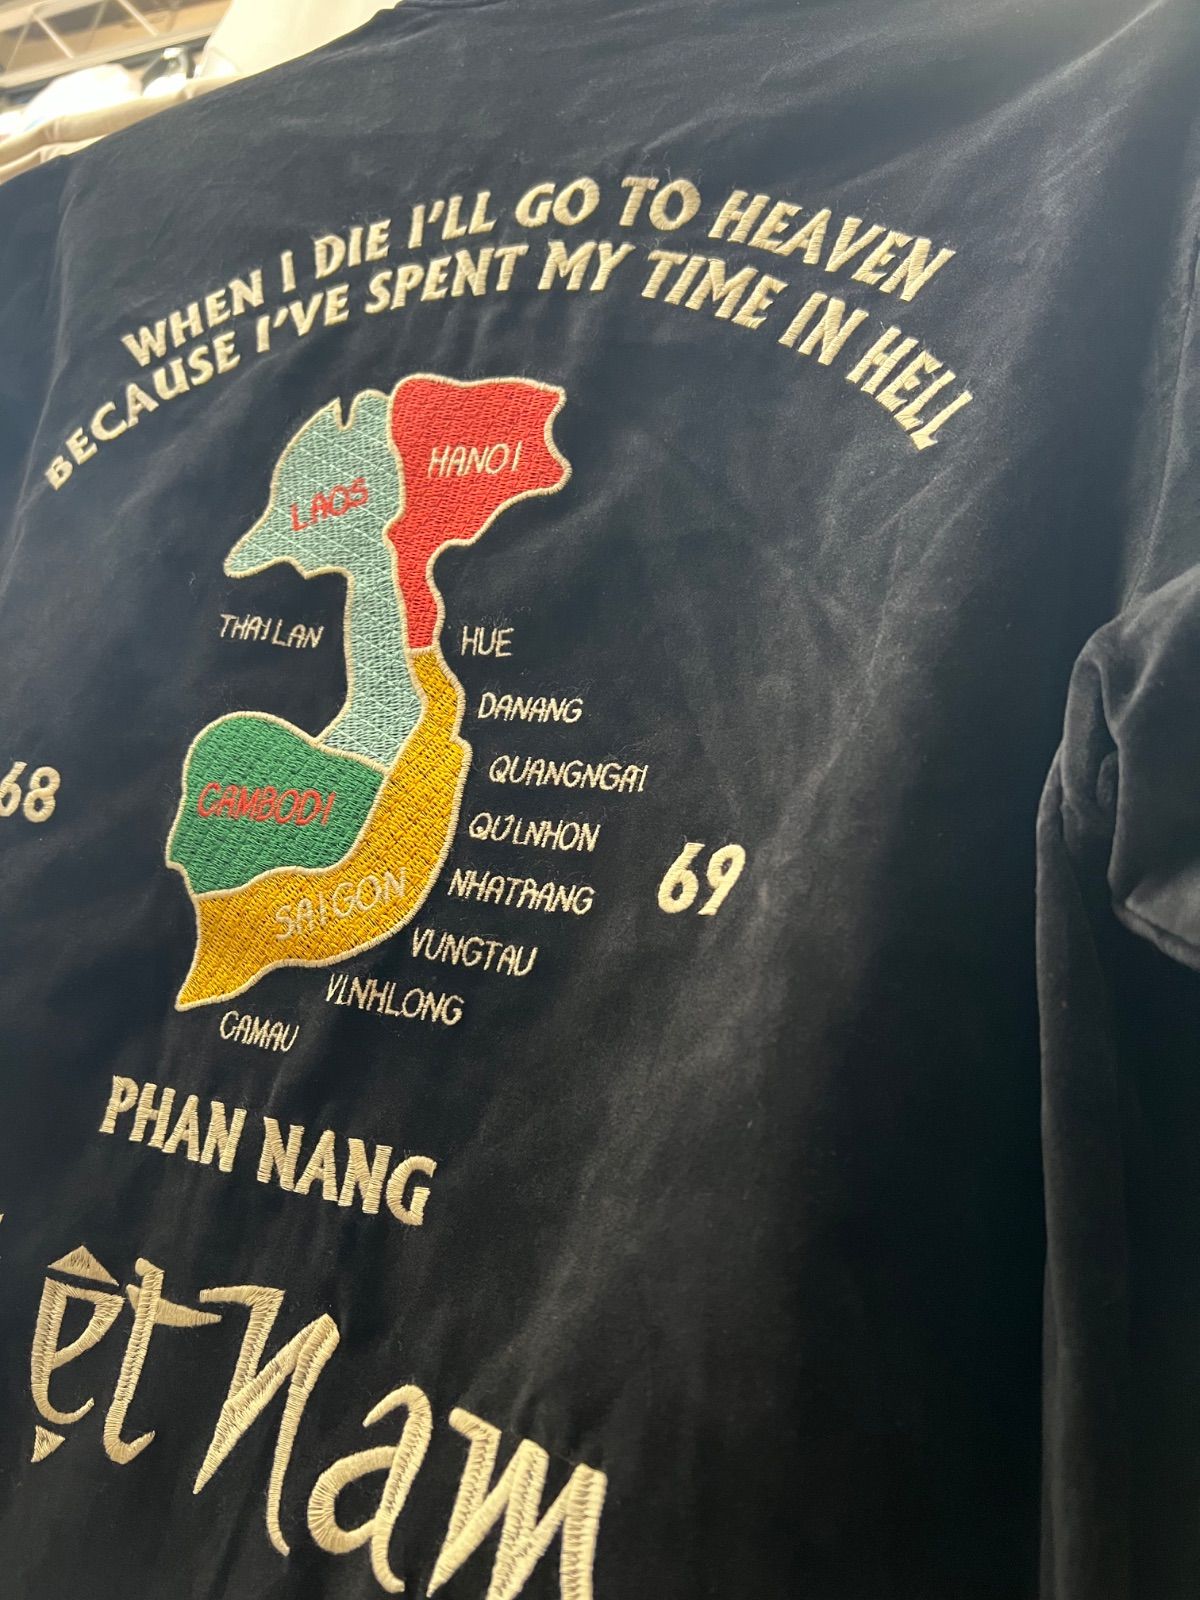 WHEN I DIE I'LL GO TO HEAVEN
BECAUSE I'VE SPENT MY TIME IN HELL
HANOI
LAOS
THAILAN
HUE
DANANG
QUANGNGAI
CAMBODI
68
QUINHON
69
SAIGON
NHATRANG
VUNGTAU
VINHLONG
CAMAU
PHAN NANG
ệt Nam